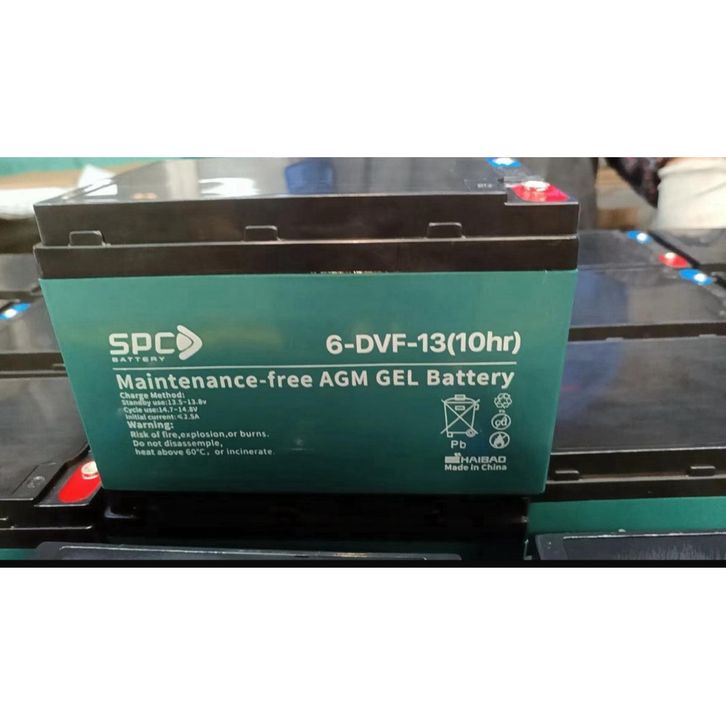 SPC
BATTERY
6-DVF-13(10hr)
Maintenance-free AGM GEL Battery
Charge Method:
Standby use:13.5~13.8v
Cycle use:14.7~14.8V
Initial current:≤2.5A
Warning:
Risk of fire,explosion,or burns.
Do not disassemple,
heat above 60℃, or incinerate.
Pb
HAIBAO
Made in China